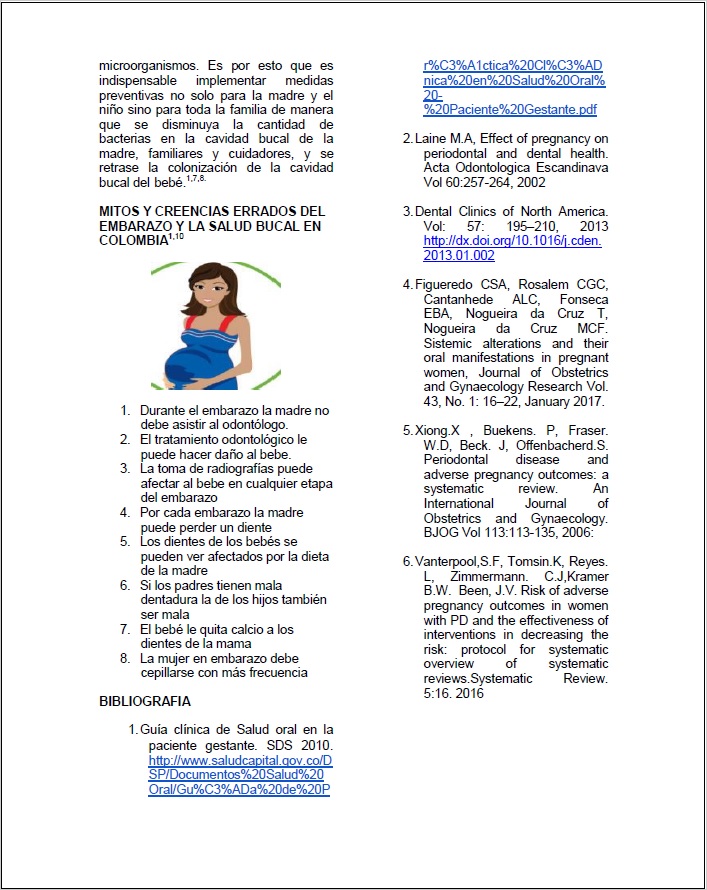 microorganismos. Es por esto que es
indispensable implementar medidas
preventivas no solo para la madre y el
niño sino para toda la familia de manera
que se disminuya la cantidad de
bacterias en la cavidad bucal de la
madre, familiares y cuidadores, y se
retrase la colonización de la cavidad
bucal del bebé.1,7,8.
MITOS Y CREENCIAS ERRADOS DEL
EMBARAZO Y LA SALUD BUCAL EN
COLOMBIA1,10
1. Durante el embarazo la madre no
debe asistir al odontólogo.
2. El tratamiento odontológico le
puede hacer daño al bebe.
3. La toma de radiografías puede
afectar al bebe en cualquier etapa
del embarazo
4. Por cada embarazo la madre
puede perder un diente
5. Los dientes de los bebés se
pueden ver afectados por la dieta
de la madre
6. Si los padres tienen mala
dentadura la de los hijos también
ser mala
7. El bebé le quita calcio a los
dientes de la mama
8. La mujer en embarazo debe
cepillarse con más frecuencia
BIBLIOGRAFIA
1. Guía clínica de Salud oral en la
paciente gestante. SDS 2010.
http://www.saludcapital.gov.co/D
SP/Documentos%20Salud%20
Oral/Gu%C3%ADa%20de%20P
r%C3%A1ctica%20Cl%C3%AD
nica%20en%20Salud%20Oral%
20-
%20Paciente%20Gestante.pdf
2. Laine M.A, Effect of pregnancy on
periodontal and dental health.
Acta Odontologica Escandinava
Vol 60:257-264, 2002
3. Dental Clinics of North America.
Vol: 57: 195–210, 2013
http://dx.doi.org/10.1016/j.cden.
2013.01.002
4. Figueredo CSA, Rosalem CGC,
Cantanhede ALC, Fonseca
EBA, Nogueira da Cruz T,
Nogueira da Cruz MCF.
Sistemic alterations and their
oral manifestations in pregnant
women, Journal of Obstetrics
and Gynaecology Research Vol.
43, No. 1: 16–22, January 2017.
5. Xiong.X , Buekens. P, Fraser.
W.D, Beck. J, Offenbacherd.S.
Periodontal disease and
adverse pregnancy outcomes: a
systematic review. An
International Journal of
Obstetrics and Gynaecology.
BJOG Vol 113:113-135, 2006:
6. Vanterpool,S.F, Tomsin.K, Reyes.
L, Zimmermann. C.J,Kramer
B.W. Been, J.V. Risk of adverse
pregnancy outcomes in women
with PD and the effectiveness of
interventions in decreasing the
risk: protocol for systematic
overview of systematic
reviews.Systematic Review.
5:16. 2016